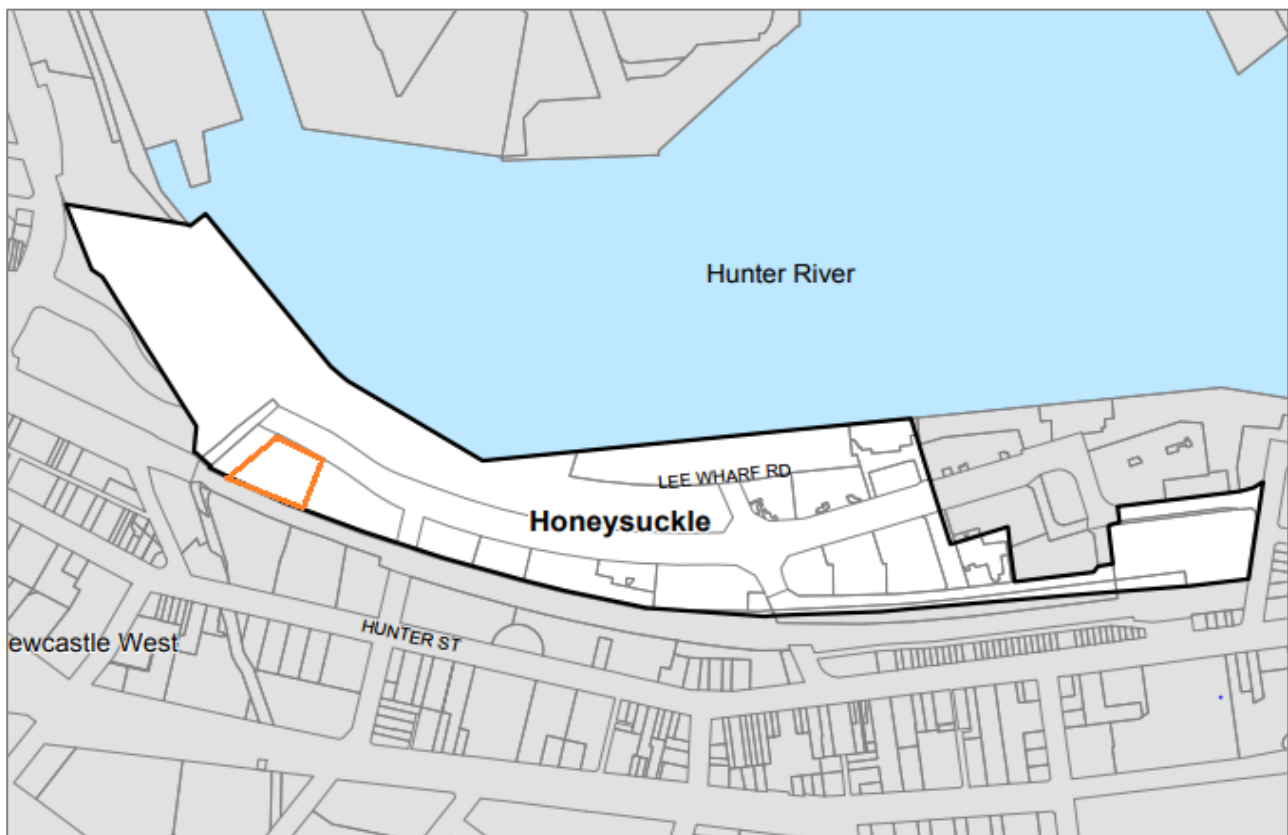 Hunter River
LEE WHARF RD
Honeysuckle
HUNTER ST
ewcastle West